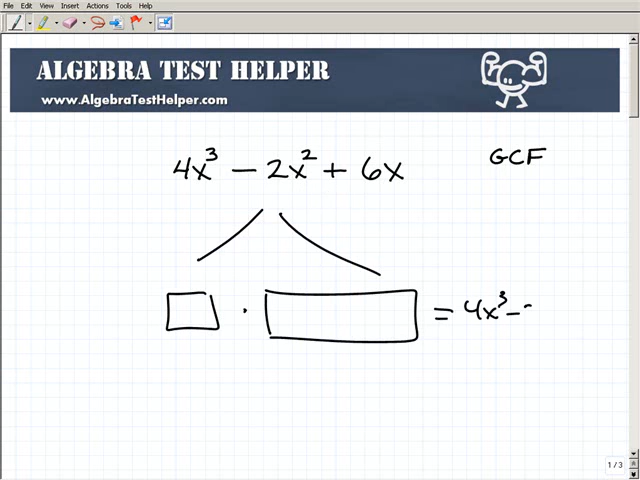 File Edit View Insert Actions Tools Help
ALGEBRA TEST HELPER
www.AlgebraTestHelper.com
4x³ − 2x² + 6x
GCF
· = 4x³ −
1 / 3